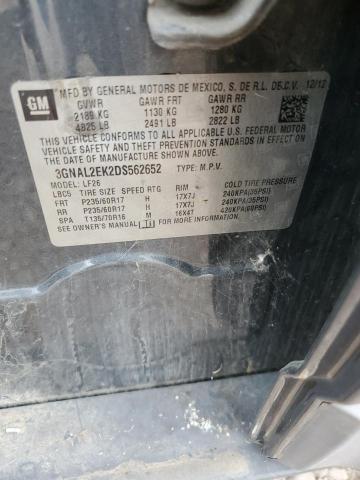 GM
MFD BY GENERAL MOTORS DE MEXICO, S. DE R.L. DE C.V. 12/12
GVWR GAWR FRT GAWR RR
2189 KG 1130 KG 1280 KG
4825 LB 2491 LB 2822 LB
THIS VEHICLE CONFORMS TO ALL APPLICABLE U.S. FEDERAL MOTOR
VEHICLE SAFETY AND THEFT PREVENTION STANDARDS IN EFFECT ON THE
DATE OF MANUFACTURE SHOWN ABOVE.
3GNAL2EK2DS562652 TYPE: M.P.V.
MODEL: LF26
LBC5 TIRE SIZE SPEED RTG RIM COLD TIRE PRESSURE
FRT P235/60R17 H 17X7J 240KPA(35PSI)
RR P235/60R17 H 17X7J 240KPA(35PSI)
SPA T135/70R16 M 16X4T 420KPA(60PSI)
SEE OWNER'S MANUAL